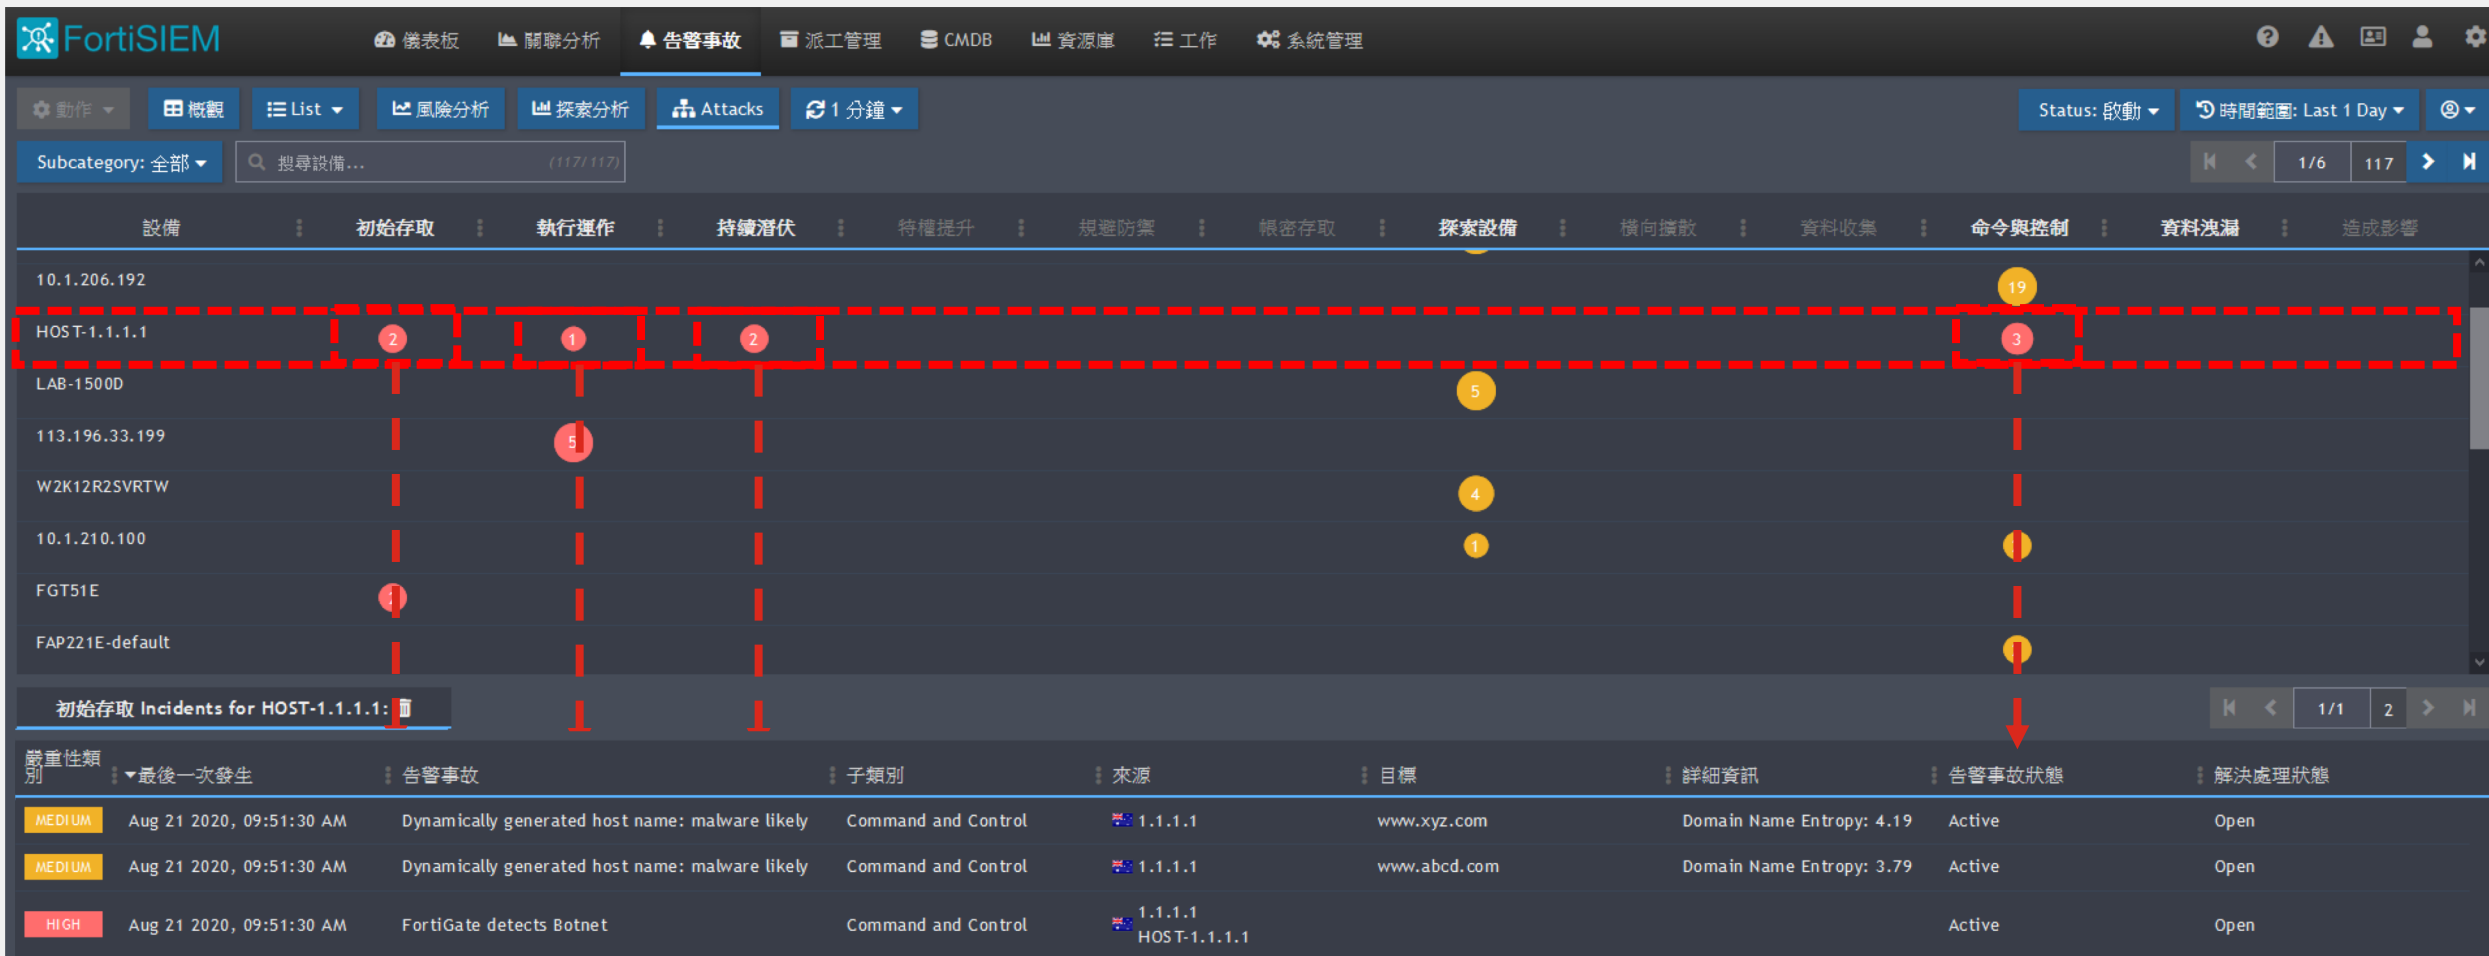 FortiSIEM 儀表板 關聯分析 告警事故 派工管理 CMDB 資源庫 工作 系統管理
動作 概觀 List 風險分析 探索分析 Attacks 1 分鐘 Status: 啟動 時間範圍: Last 1 Day
Subcategory: 全部 搜尋設備... (117/117) 1/6 117
設備 初始存取 執行運作 持續潛伏 特權提升 規避防禦 帳密存取 探索設備 橫向擴散 資料收集 命令與控制 資料洩漏 造成影響
10.1.206.192 19
HOST-1.1.1.1 2 1 2 3
LAB-1500D 5
113.196.33.199 5
W2K12R2SVRTW 4
10.1.210.100 1
FGT51E
FAP221E-default
初始存取 Incidents for HOST-1.1.1.1: 1/1 2
嚴重性類別 最後一次發生 告警事故 子類別 來源 目標 詳細資訊 告警事故狀態 解決處理狀態
MEDIUM Aug 21 2020, 09:51:30 AM Dynamically generated host name: malware likely Command and Control 1.1.1.1 www.xyz.com Domain Name Entropy: 4.19 Active Open
MEDIUM Aug 21 2020, 09:51:30 AM Dynamically generated host name: malware likely Command and Control 1.1.1.1 www.abcd.com Domain Name Entropy: 3.79 Active Open
HIGH Aug 21 2020, 09:51:30 AM FortiGate detects Botnet Command and Control 1.1.1.1 Active Open
HOST-1.1.1.1